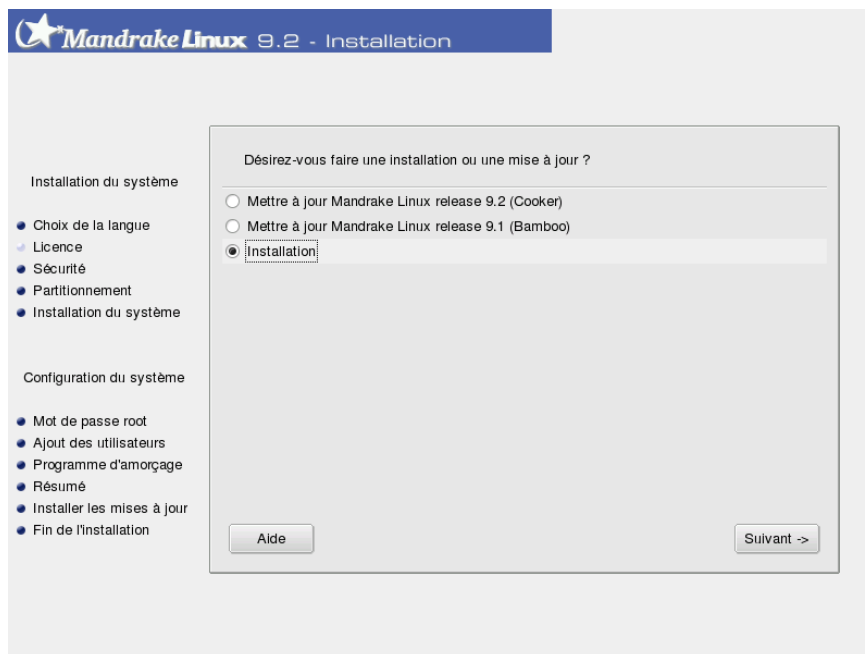 Mandrake Linux 9.2 - Installation
Installation du système
Choix de la langue
Licence
Sécurité
Partitionnement
Installation du système
Configuration du système
Mot de passe root
Ajout des utilisateurs
Programme d'amorçage
Résumé
Installer les mises à jour
Fin de l'installation
Désirez-vous faire une installation ou une mise à jour ?
Mettre à jour Mandrake Linux release 9.2 (Cooker)
Mettre à jour Mandrake Linux release 9.1 (Bamboo)
Installation
Aide
Suivant ->